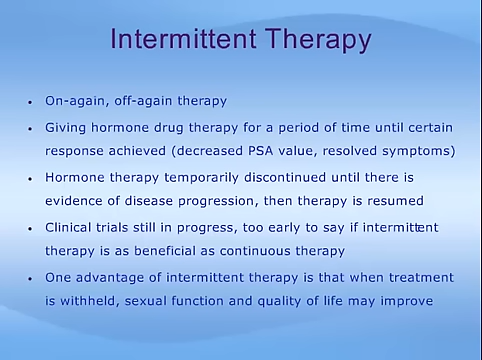 Intermittent Therapy
• On-again, off-again therapy
• Giving hormone drug therapy for a period of time until certain
response achieved (decreased PSA value, resolved symptoms)
• Hormone therapy temporarily discontinued until there is
evidence of disease progression, then therapy is resumed
• Clinical trials still in progress, too early to say if intermittent
therapy is as beneficial as continuous therapy
• One advantage of intermittent therapy is that when treatment
is withheld, sexual function and quality of life may improve